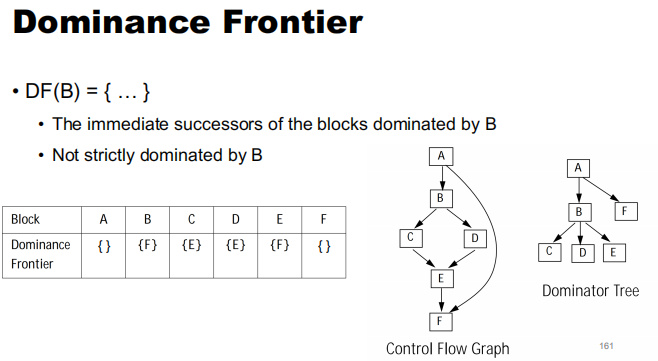 Dominance Frontier
• DF(B) = { … }
• The immediate successors of the blocks dominated by B
• Not strictly dominated by B
Block A B C D E F
Dominance Frontier {} {F} {E} {E} {F} {}
A
B
C D
E
F
Control Flow Graph
A
B F
C D E
Dominator Tree
161